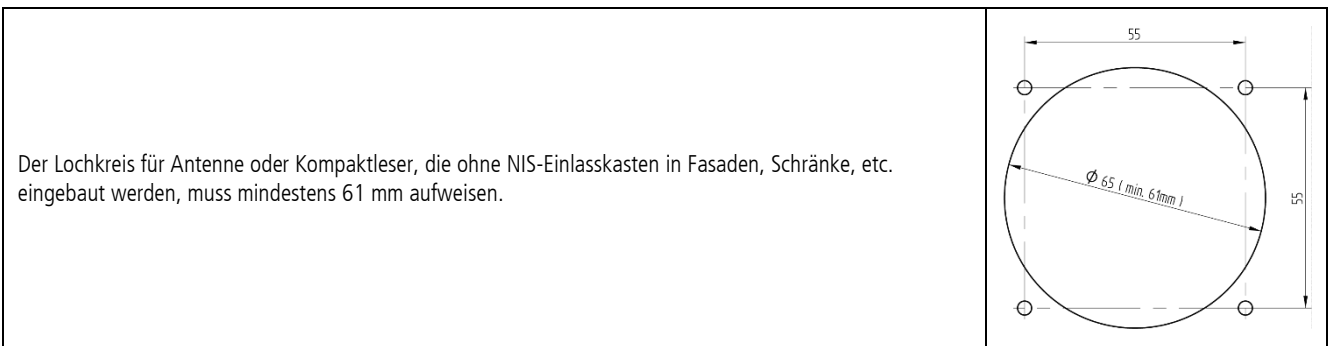 55
Der Lochkreis für Antenne oder Kompaktleser, die ohne NIS-Einlasskasten in Fasaden, Schränke, etc.
eingebaut werden, muss mindestens 61 mm aufweisen.
Ø 65 ( min. 61mm )
55